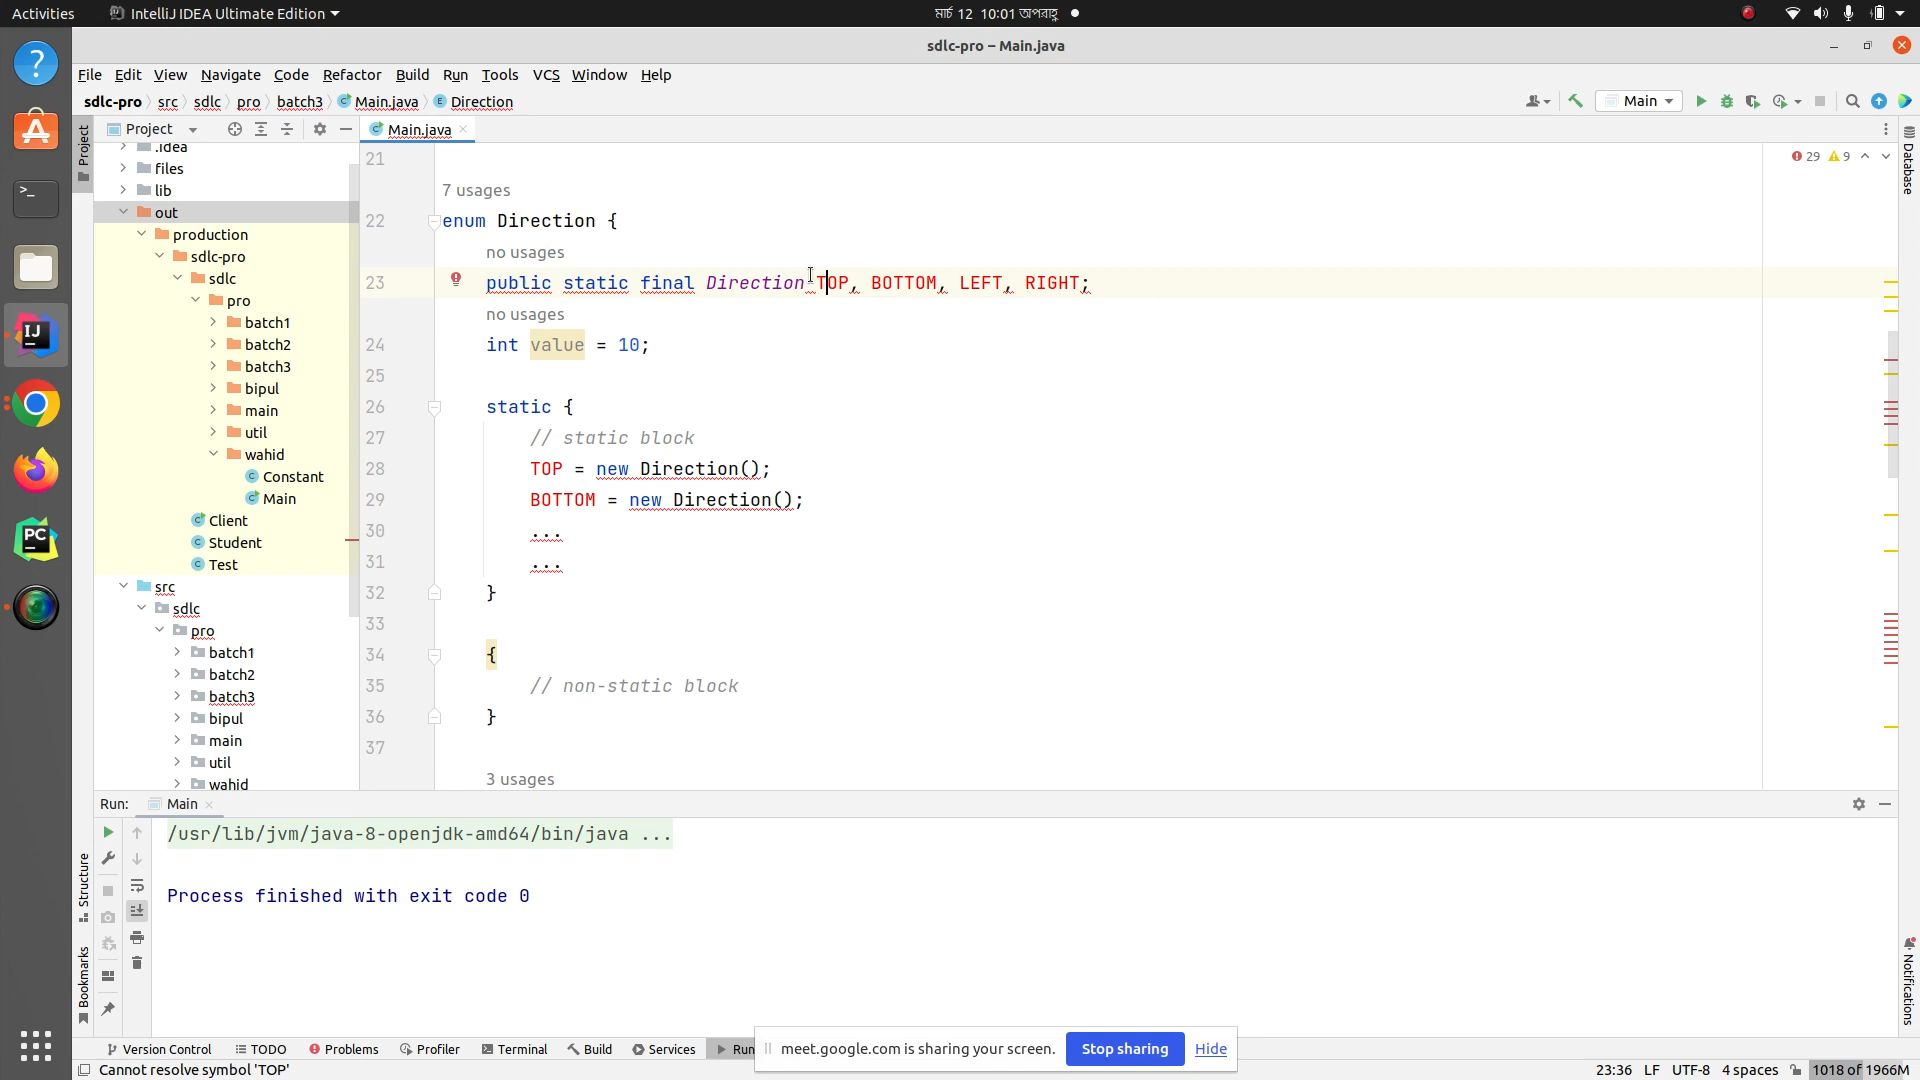 Activities IntelliJ IDEA Ultimate Edition মার্চ 12 10:01 অপরাহ্ণ
sdlc-pro – Main.java
File Edit View Navigate Code Refactor Build Run Tools VCS Window Help
sdlc-pro src sdlc pro batch3 Main.java Direction Main
Project Main.java
.idea
files
lib
out
production
sdlc-pro
sdlc
pro
batch1
batch2
batch3
bipul
main
util
wahid
Constant
Main
Client
Student
Test
src
sdlc
pro
batch1
batch2
batch3
bipul
main
util
wahid
Project
Structure
Bookmarks
29 9
21
7 usages
22 enum Direction {
no usages
23 public static final Direction TOP, BOTTOM, LEFT, RIGHT;
no usages
24 int value = 10;
25
26 static {
27 // static block
28 TOP = new Direction();
29 BOTTOM = new Direction();
30 ...
31 ...
32 }
33
34 {
35 // non-static block
36 }
37
3 usages
Database
Notifications
Run: Main
/usr/lib/jvm/java-8-openjdk-amd64/bin/java ...
Process finished with exit code 0
Version Control TODO Problems Profiler Terminal Build Services Run
meet.google.com is sharing your screen. Stop sharing Hide
Cannot resolve symbol 'TOP' 23:36 LF UTF-8 4 spaces 1018 of 1966M